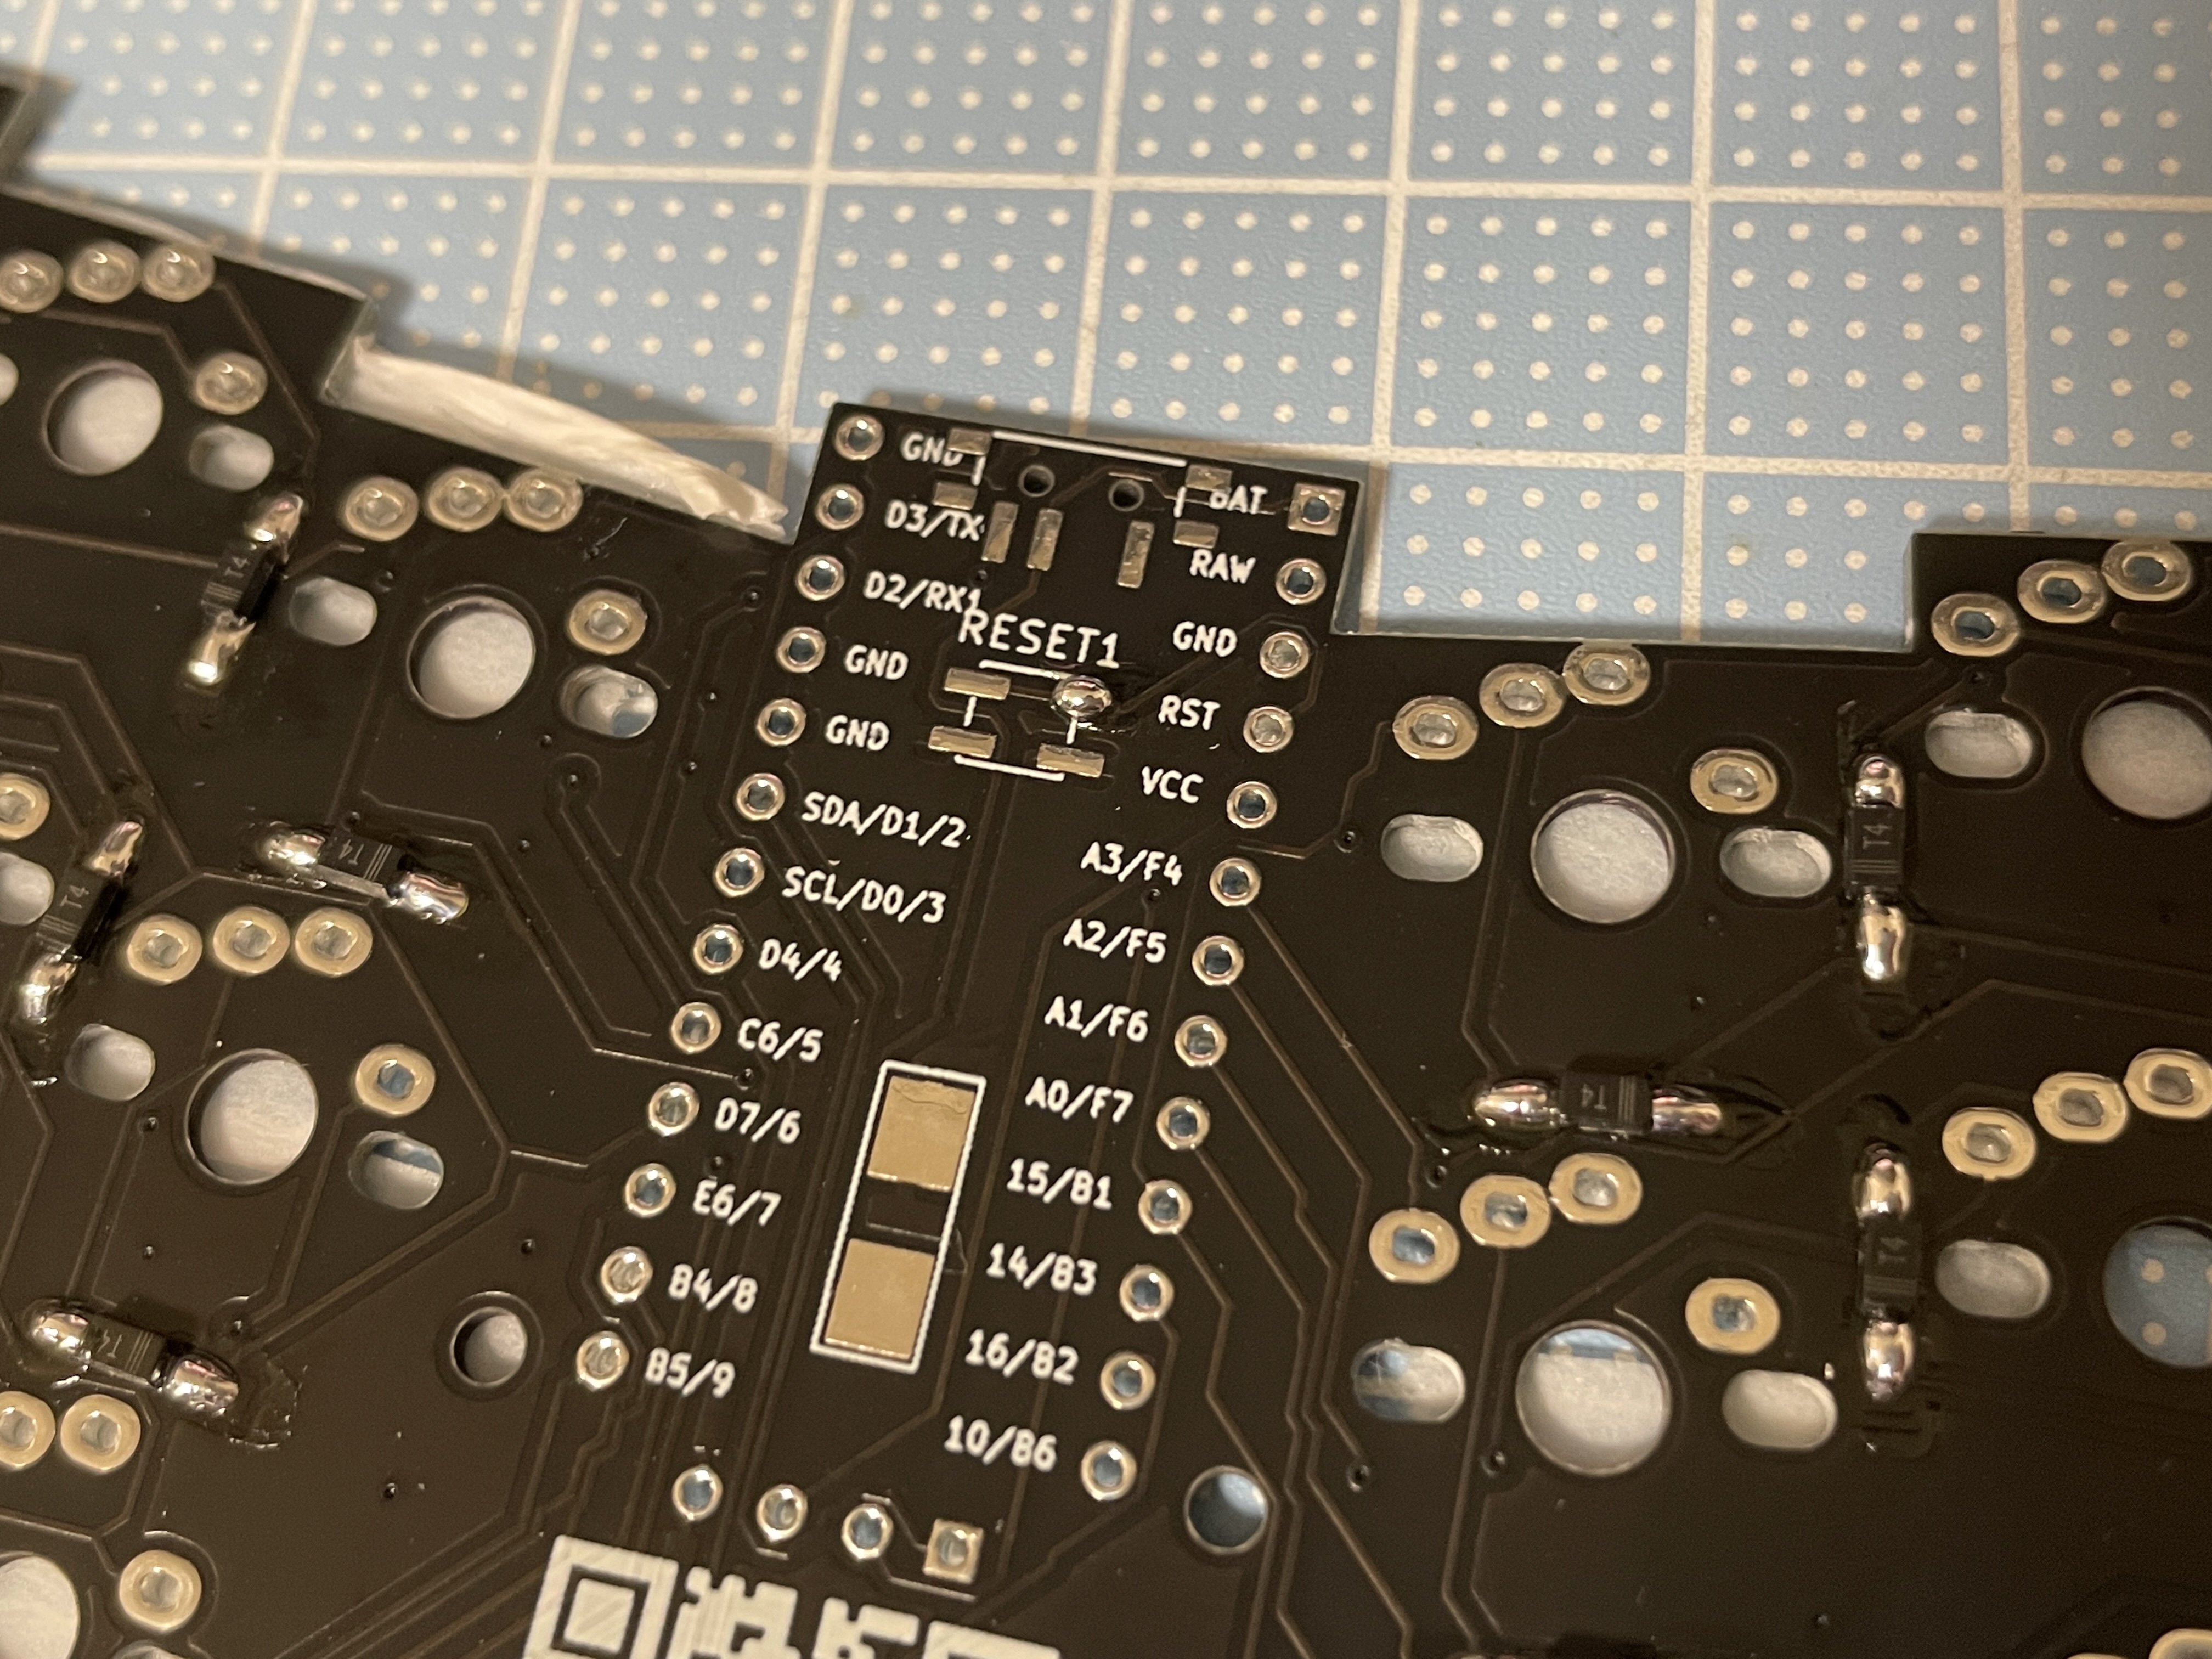 GND
BAT
D3/TX
RAW
D2/RX1
RESET1
GND
GND
RST
GND
VCC
SDA/D1/2
A3/F4
SCL/D0/3
A2/F5
D4/4
A1/F6
C6/5
A0/F7
D7/6
15/B1
E6/7
14/B3
B4/8
16/B2
B5/9
10/B6
T4
T4
T4
T4
T4
T4
T4